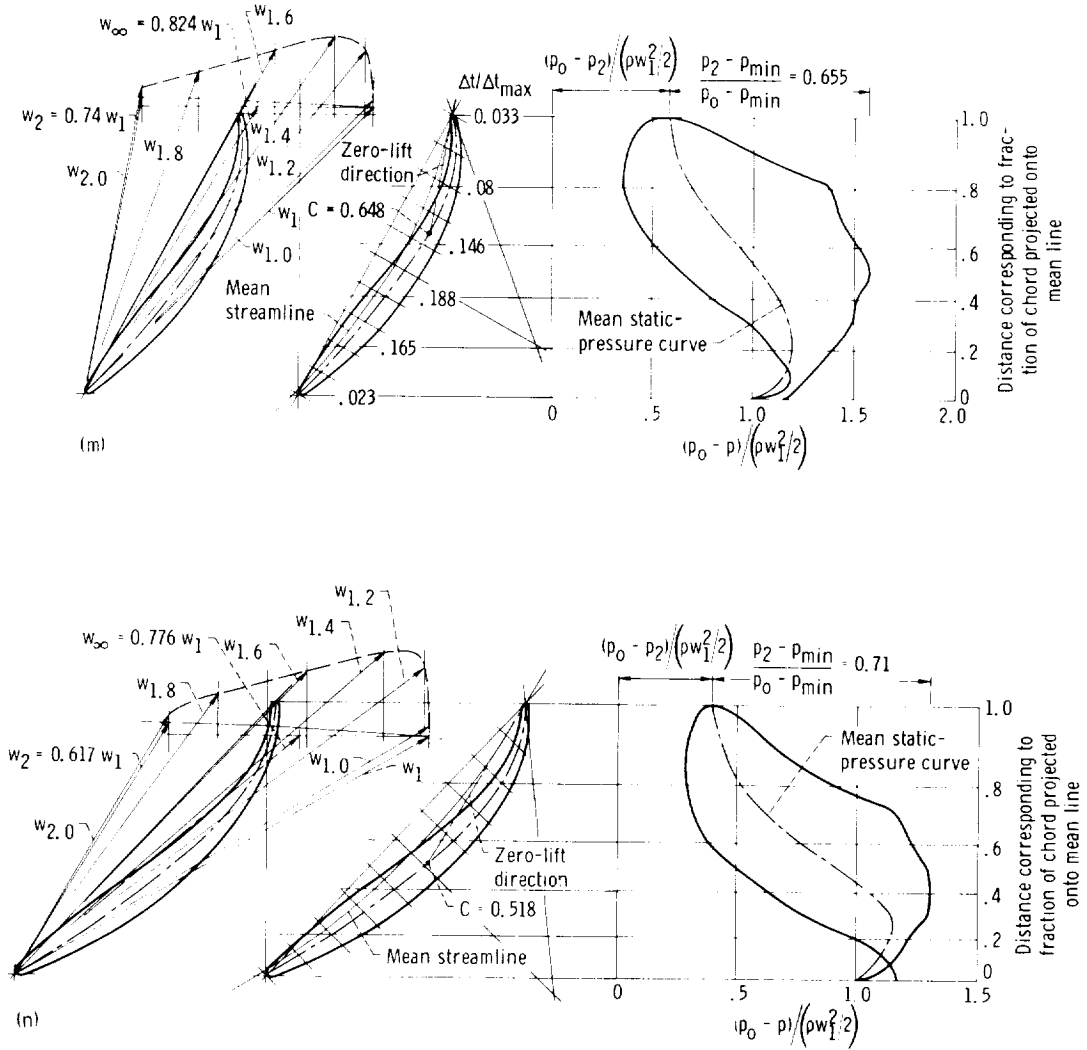 w∞ = 0.824 w1
w1.6
w2 = 0.74 w1
w1.4
w1.8
w1.2
w2.0
w1
w1.0
Δt/Δtmax
0.033
Zero-lift
direction
.08
C = 0.648
.146
Mean
streamline
.188
.165
.023
(p0 - p2)/(ρw1²/2)
p2 - pmin
p0 - pmin
= 0.655
1.0
.8
.6
.4
.2
0
Mean static-
pressure curve
0
.5
1.0
1.5
2.0
(p0 - p)/(ρw1²/2)
Distance corresponding to frac-
tion of chord projected onto
mean line
(m)
w1.2
w1.4
w∞ = 0.776 w1
w1.6
w1.8
w2 = 0.617 w1
w1.0
w1
w2.0
Zero-lift
direction
C = 0.518
Mean streamline
(p0 - p2)/(ρw1²/2)
p2 - pmin
p0 - pmin
= 0.71
1.0
.8
.6
.4
.2
0
Mean static-
pressure curve
0
.5
1.0
1.5
(p0 - p)/(ρw1²/2)
Distance corresponding to
fraction of chord projected
onto mean line
(n)